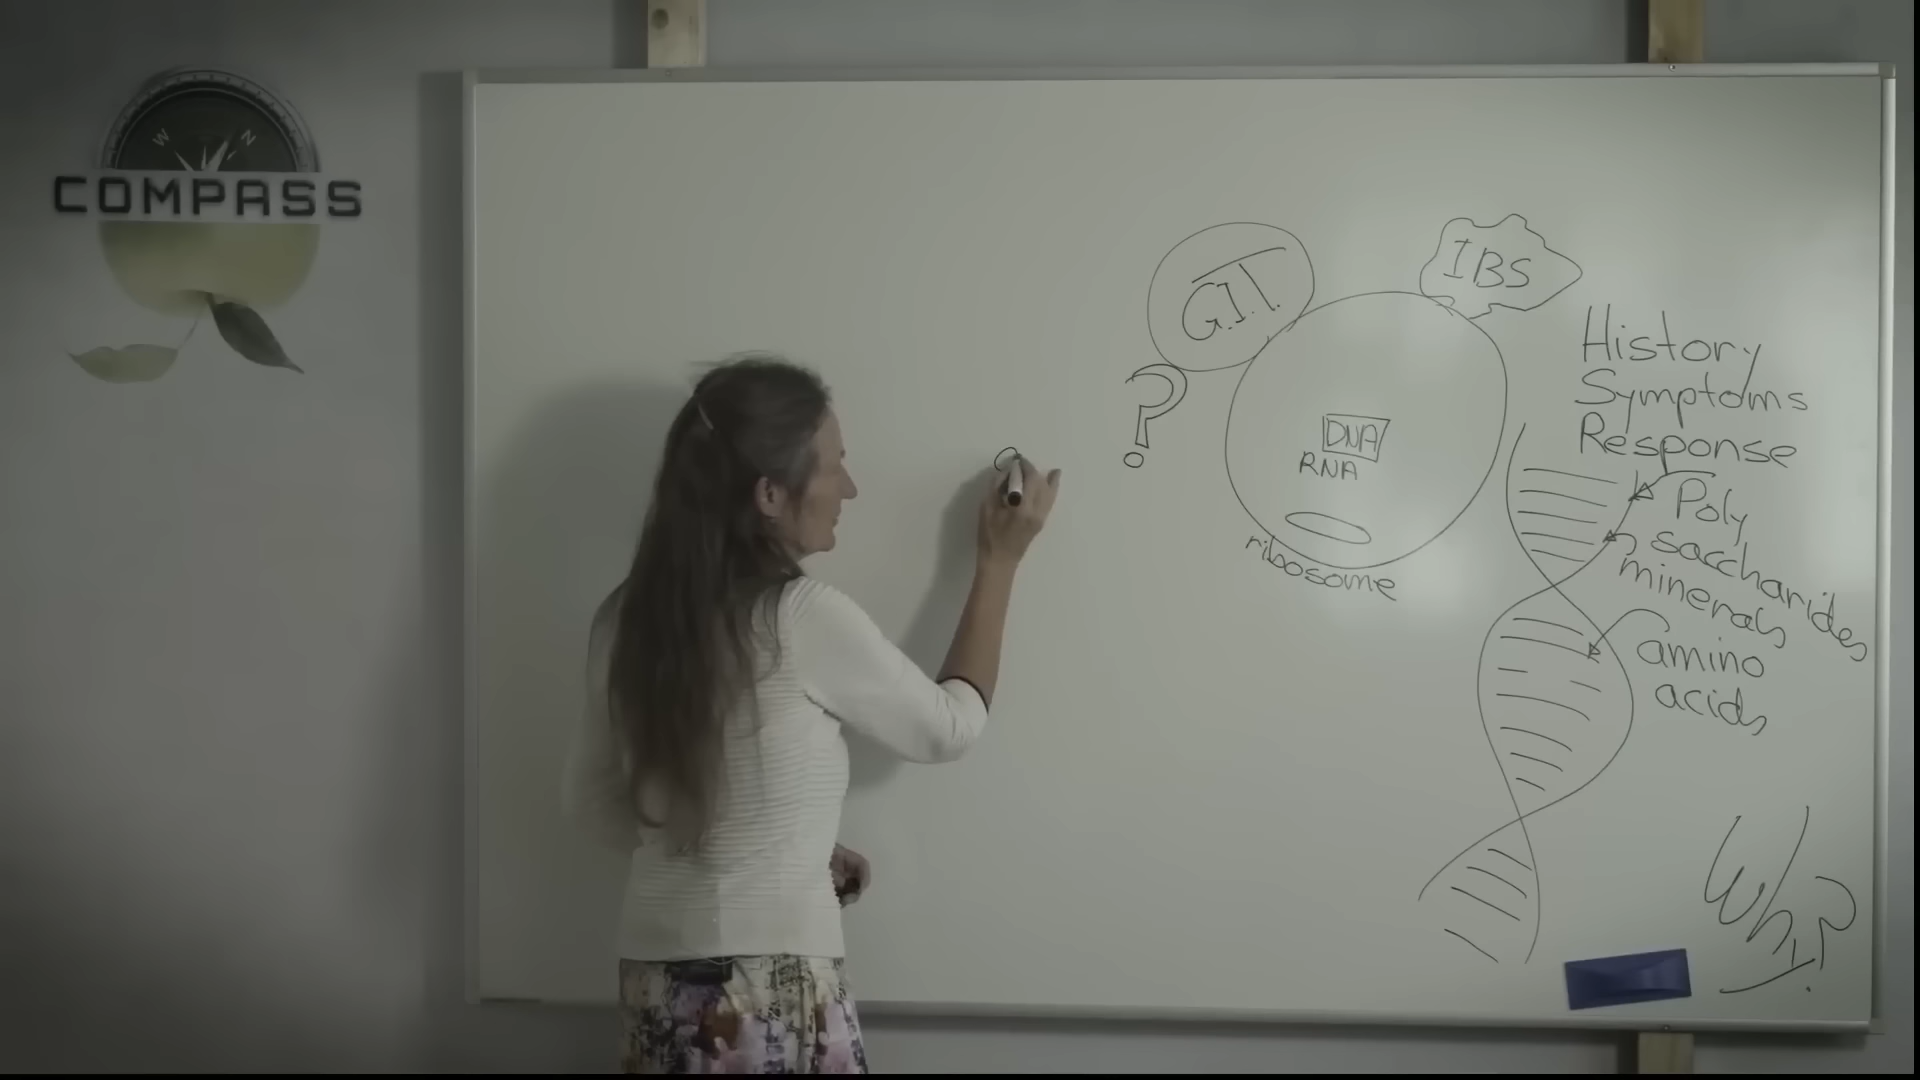 W N
COMPASS
G.I.T.
IBS
?
DNA
RNA
ribosome
History
Symptoms
Response
Poly
saccharides
minerals
amino
acids
Why?